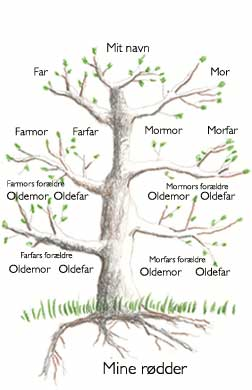 Mit navn
Far Mor
Farmor Farfar Mormor Morfar
Farmors forældre Mormors forældre
Oldemor Oldefar Oldemor Oldefar
Farfars forældre Morfars forældre
Oldemor Oldefar Oldemor Oldefar
Mine rødder